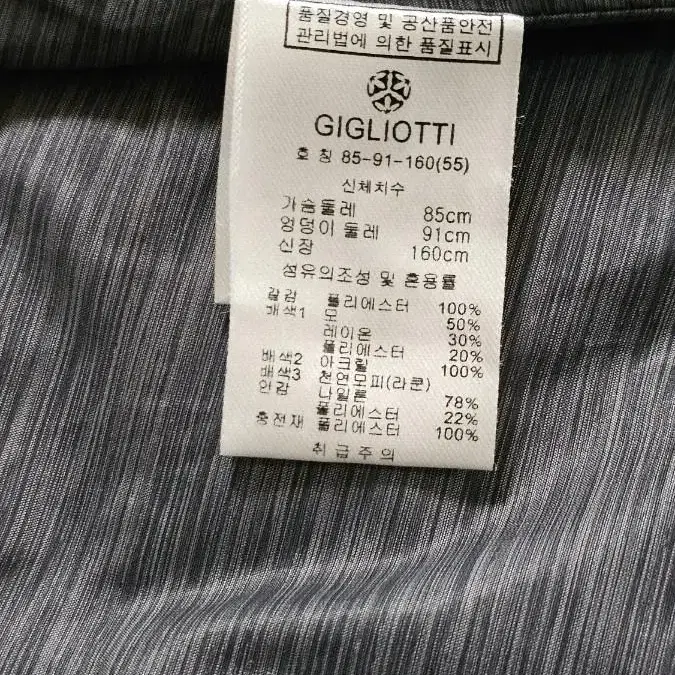 품질경영 및 공산품안전
관리법에 의한 품질표시
GIGLIOTTI
호 칭 85-91-160(55)
신체치수
가슴둘레 85cm
엉덩이 둘레 91cm
신장 160cm
섬유의조성 및 혼용률
겉감 폴리에스터 100%
배색1 모 50%
레이온 30%
폴리에스터 20%
배색2 아크릴 100%
배색3 천연모피(라쿤)
안감 나일론 78%
폴리에스터 22%
충전재 폴리에스터 100%
취급주의